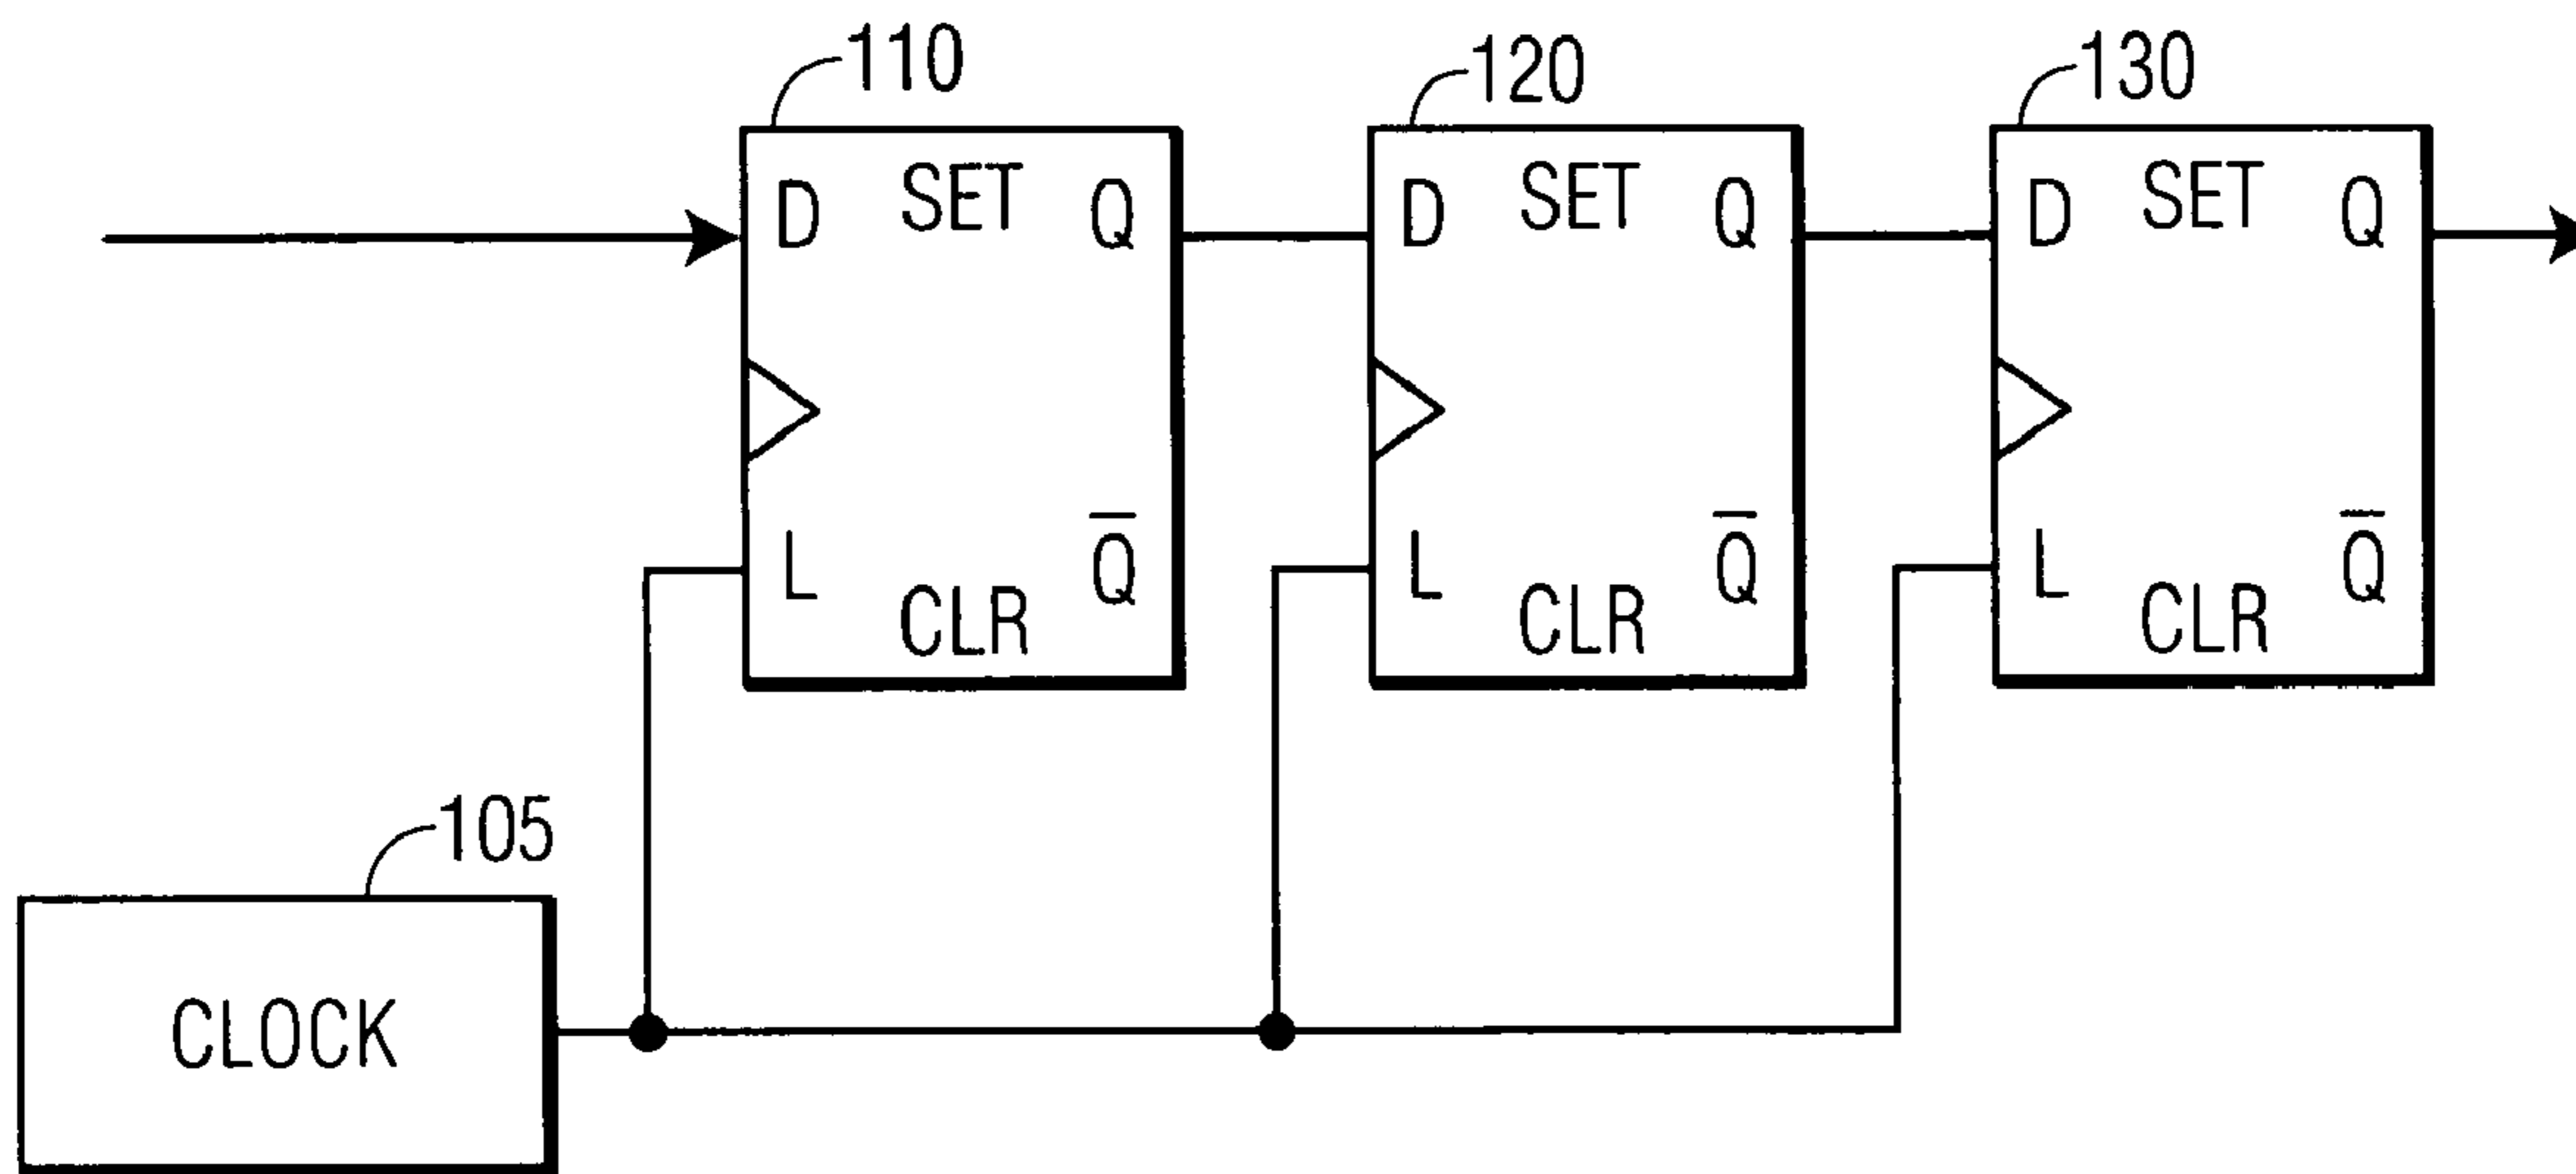 110
120
130
D SET Q
D SET Q
D SET Q
L CLR Q̅
L CLR Q̅
L CLR Q̅
105
CLOCK